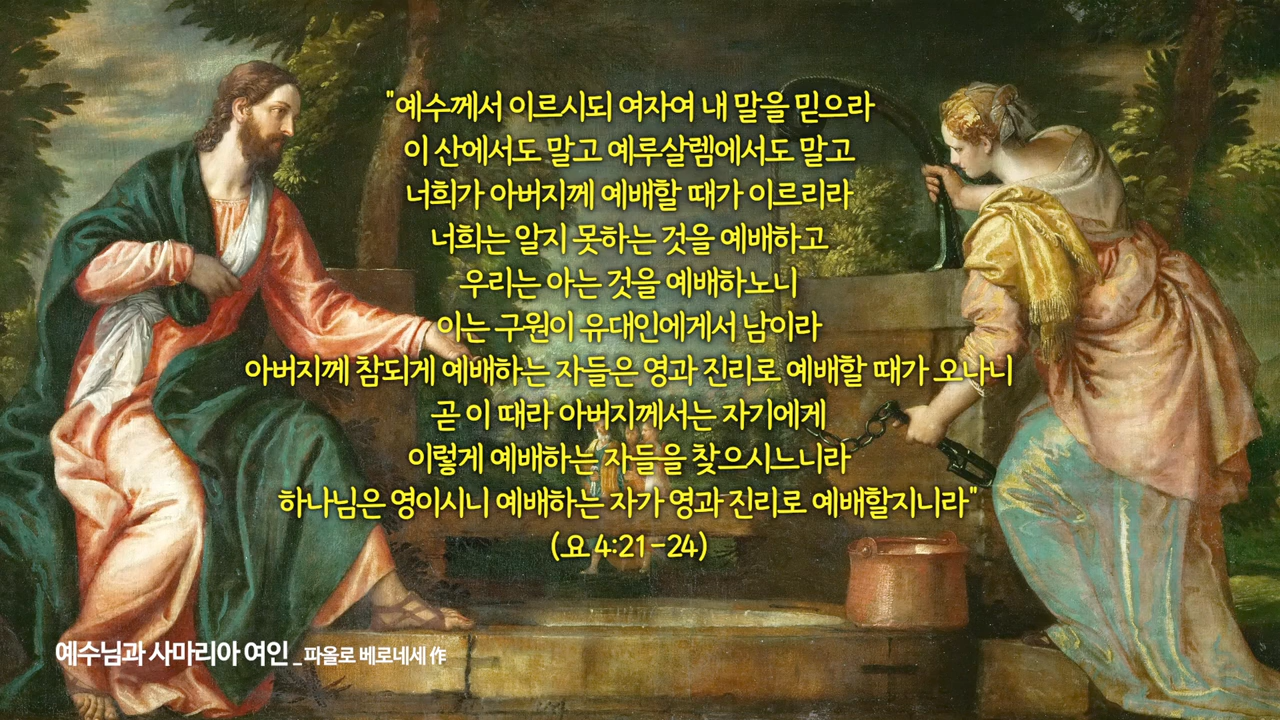 "예수께서 이르시되 여자여 내 말을 믿으라
이 산에서도 말고 예루살렘에서도 말고
너희가 아버지께 예배할 때가 이르리라
너희는 알지 못하는 것을 예배하고
우리는 아는 것을 예배하노니
이는 구원이 유대인에게서 남이라
아버지께 참되게 예배하는 자들은 영과 진리로 예배할 때가 오나니
곧 이 때라 아버지께서는 자기에게
이렇게 예배하는 자들을 찾으시느니라
하나님은 영이시니 예배하는 자가 영과 진리로 예배할지니라"
(요 4:21-24)
예수님과 사마리아 여인 _ 파올로 베로네세 作